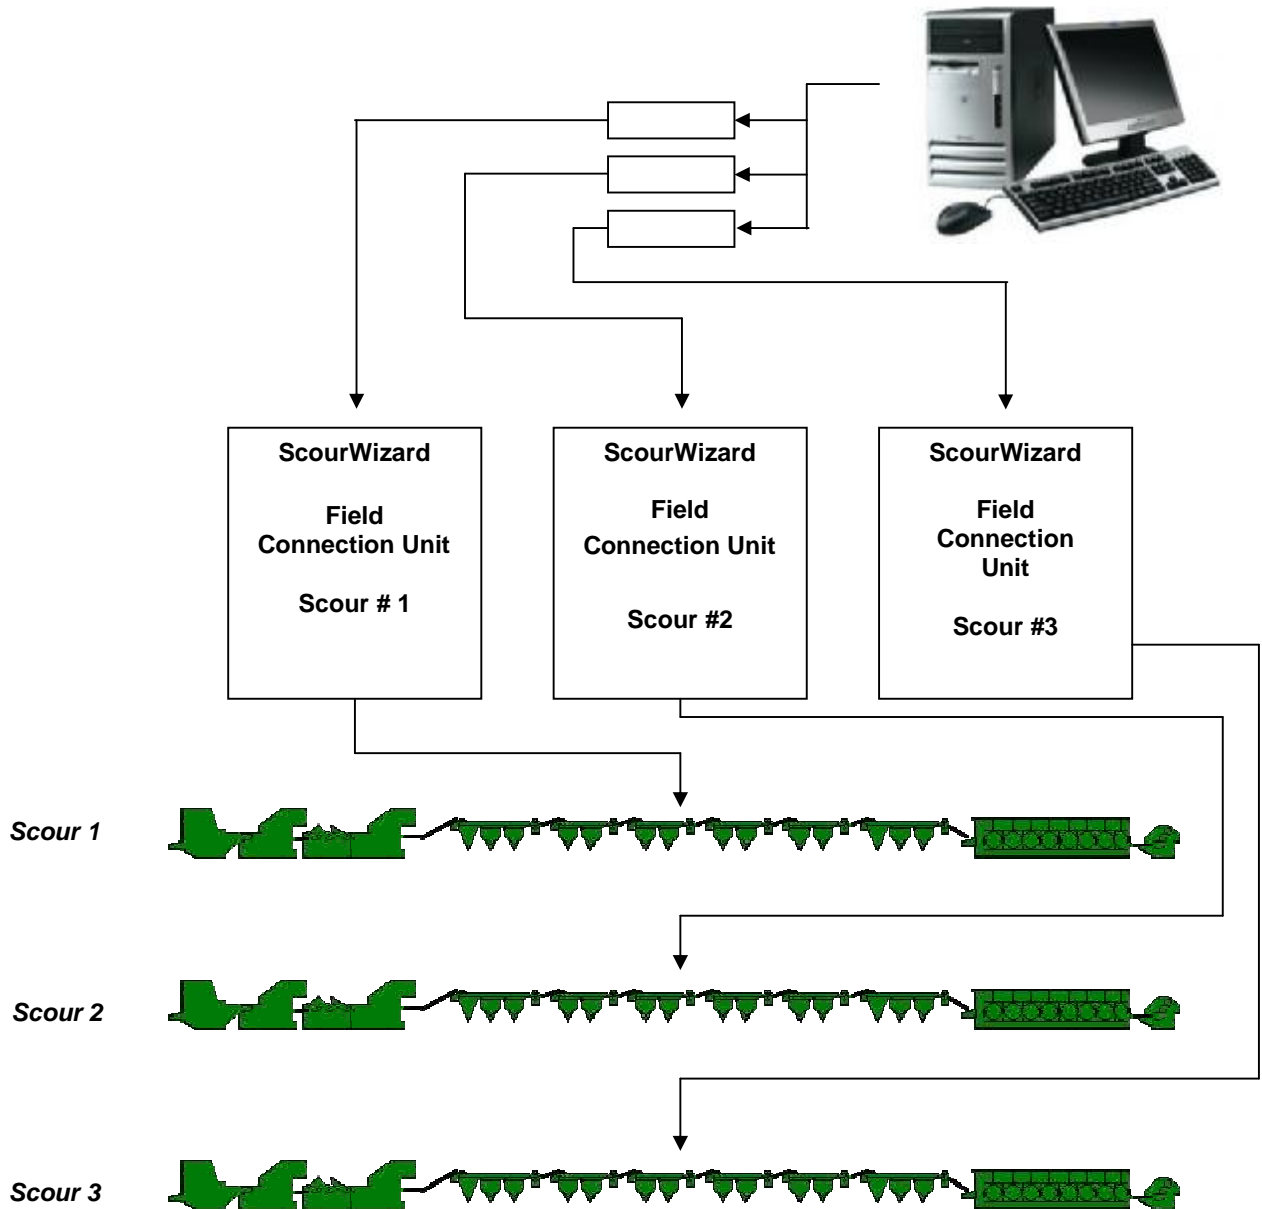 ScourWizard
Field
Connection Unit
Scour # 1
ScourWizard
Field
Connection Unit
Scour #2
ScourWizard
Field
Connection
Unit
Scour #3
Scour 1
Scour 2
Scour 3